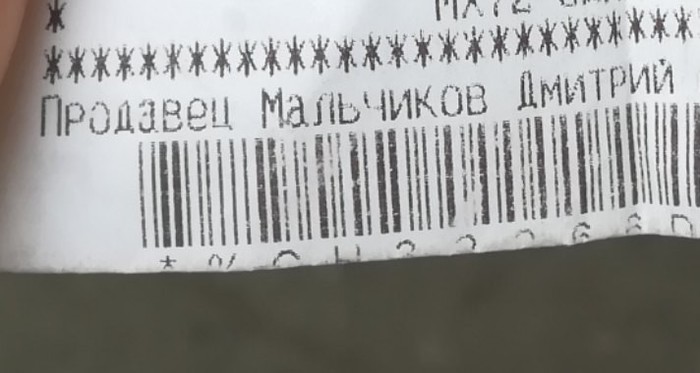 ✱✱✱✱✱✱✱✱✱✱✱✱✱✱✱✱✱✱✱✱✱✱✱✱✱✱✱
Продавец Мальчиков Дмитрий